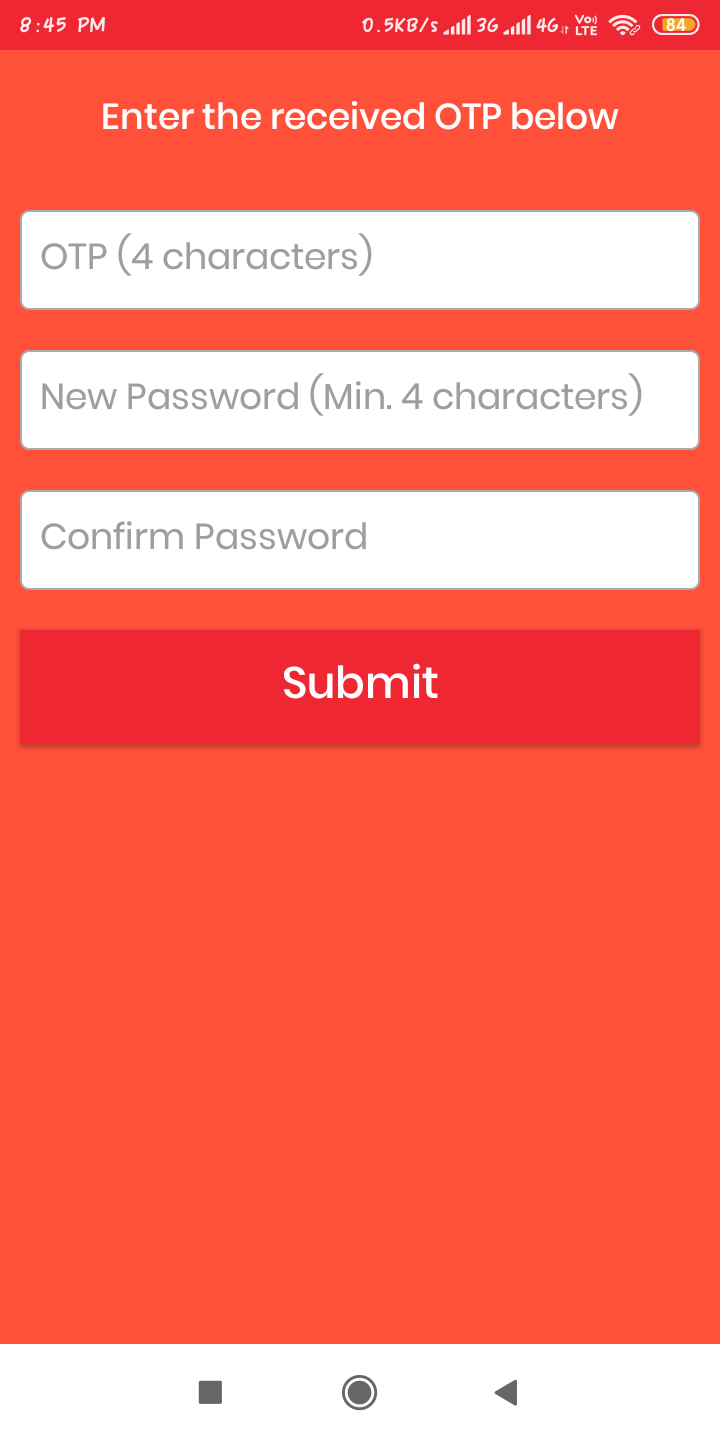 8:45 PM 0.5KB/s 3G 4G Vo) LTE 84
Enter the received OTP below
OTP (4 characters)
New Password (Min. 4 characters)
Confirm Password
Submit